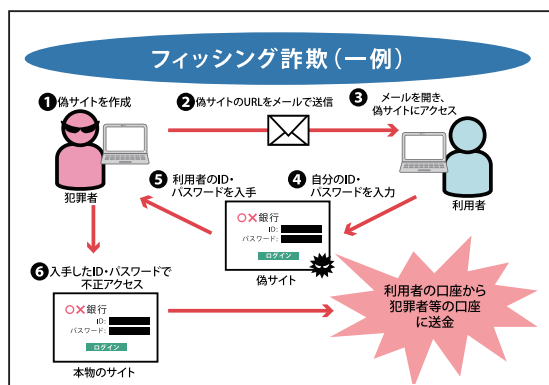 フィッシング詐欺(一例)
❶偽サイトを作成
❷偽サイトのURLをメールで送信
❸メールを開き、
偽サイトにアクセス
犯罪者
利用者
❹自分のID・
パスワードを入力
❺利用者のID・
パスワードを入手
○×銀行
ID:
パスワード:
ログイン
偽サイト
❻入手したID・パスワードで
不正アクセス
○×銀行
ID:
パスワード:
ログイン
本物のサイト
利用者の口座から
犯罪者等の口座
に送金